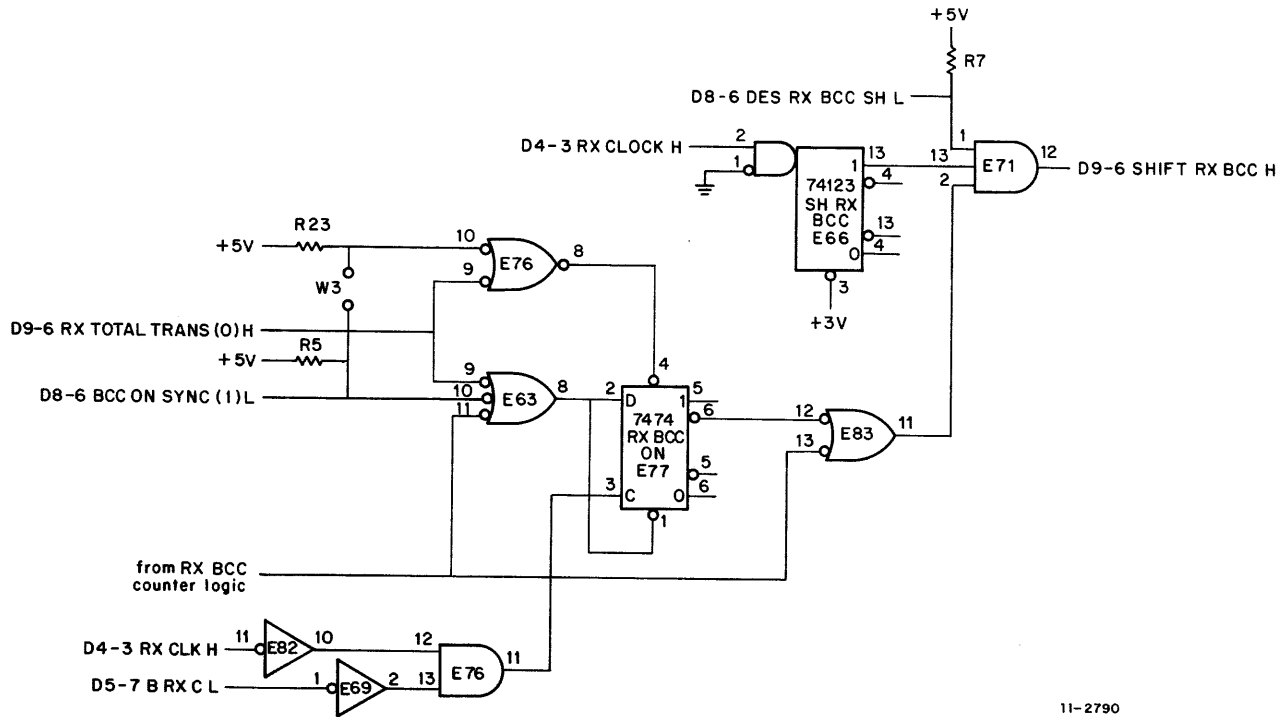 +5V
R7
D8-6 DES RX BCC SH L
D4-3 RX CLOCK H
2
1
1
13
4
74123
SH RX
BCC
E66
13
0
4
3
+3V
1
13
2
E71
12
D9-6 SHIFT RX BCC H
R23
+5V
W3
10
9
E76
8
D9-6 RX TOTAL TRANS (0) H
+5V
R5
D8-6 BCC ON SYNC (1) L
9
10
11
E63
8
4
2
D
1
5
6
7474
RX BCC
ON
E77
5
3
C
0
6
1
12
13
E83
11
from RX BCC
counter logic
D4-3 RX CLK H
11
E82
10
D5-7 B RX C L
1
E69
2
12
13
E76
11
11-2790